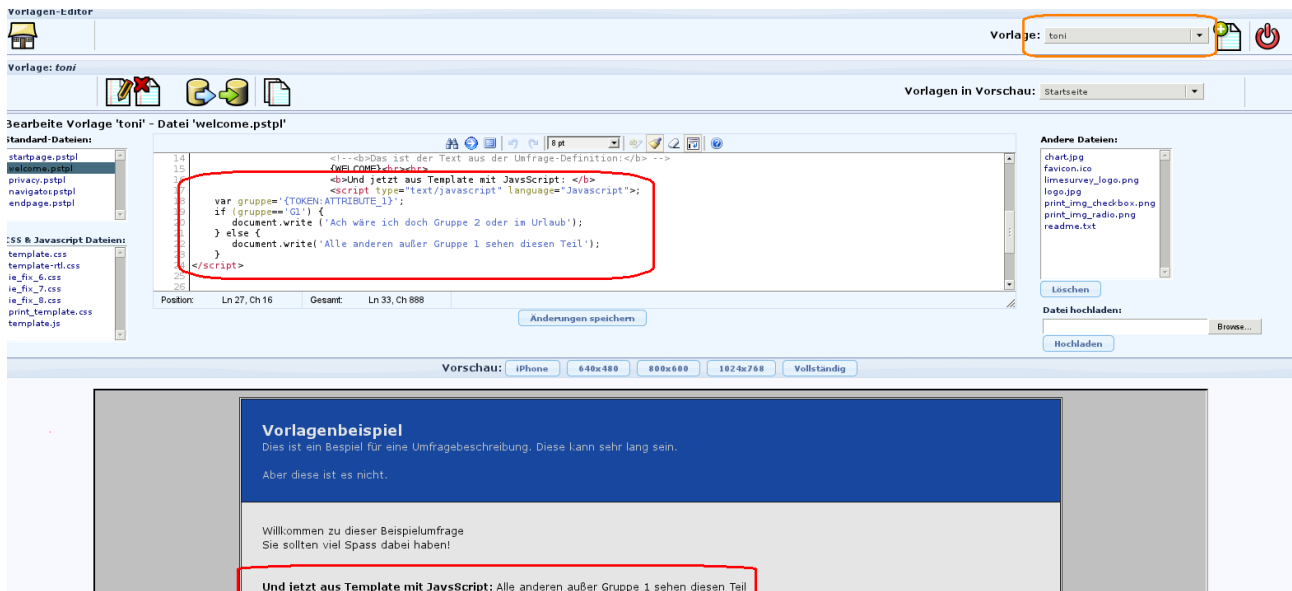 Vorlagen-Editor
Vorlage: toni
Vorlage: toni
Vorlagen in Vorschau: Startseite
Bearbeite Vorlage 'toni' - Datei 'welcome.pstpl'
Standard-Dateien:
startpage.pstpl
welcome.pstpl
privacy.pstpl
navigator.pstpl
endpage.pstpl
CSS & Javascript Dateien:
template.css
template-rtl.css
ie_fix_6.css
ie_fix_7.css
ie_fix_8.css
print_template.css
template.js
8 pt
14 <!--<b>Das ist der Text aus der Umfrage-Definition:</b> -->
15 {WELCOME}<br><br>
16 <b>Und jetzt aus Template mit JavsScript: </b>
17 <script type="text/javascript" language="Javascript">;
18 var gruppe='{TOKEN:ATTRIBUTE_1}';
19 if (gruppe=='G1') {
20 document.write ('Ach wäre ich doch Gruppe 2 oder im Urlaub');
21 } else {
22 document.write('Alle anderen außer Gruppe 1 sehen diesen Teil');
23 }
24 </script>
25
26
Position: Ln 27, Ch 16 Gesamt: Ln 33, Ch 888
Änderungen speichern
Andere Dateien:
chart.jpg
favicon.ico
limesurvey_logo.png
logo.jpg
print_img_checkbox.png
print_img_radio.png
readme.txt
Löschen
Datei hochladen:
Browse...
Hochladen
Vorschau: iPhone 640x480 800x600 1024x768 Vollständig
Vorlagenbeispiel
Dies ist ein Bespiel für eine Umfragebeschreibung. Diese kann sehr lang sein.
Aber diese ist es nicht.
Willkommen zu dieser Beispielumfrage
Sie sollten viel Spass dabei haben!
Und jetzt aus Template mit JavsScript: Alle anderen außer Gruppe 1 sehen diesen Teil